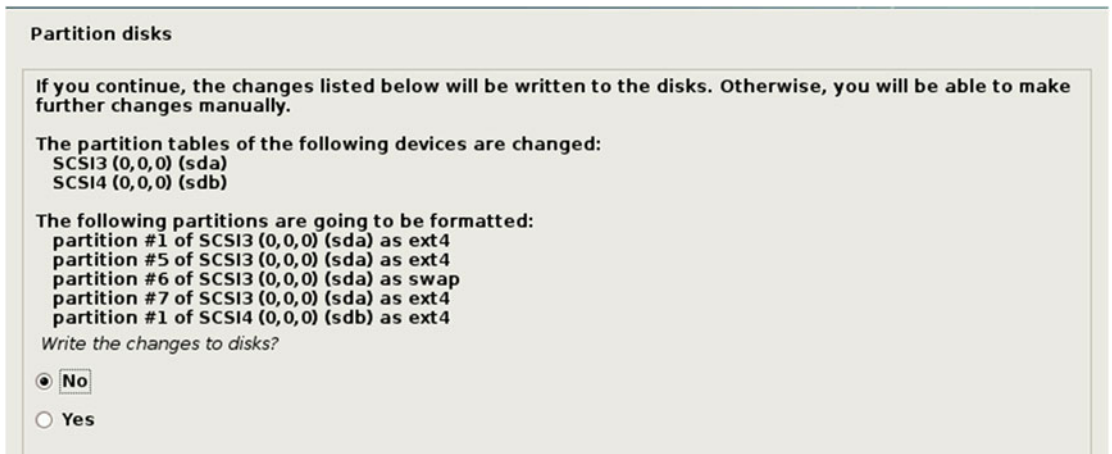 Partition disks
If you continue, the changes listed below will be written to the disks. Otherwise, you will be able to make
further changes manually.
The partition tables of the following devices are changed:
SCSI3 (0,0,0) (sda)
SCSI4 (0,0,0) (sdb)
The following partitions are going to be formatted:
partition #1 of SCSI3 (0,0,0) (sda) as ext4
partition #5 of SCSI3 (0,0,0) (sda) as ext4
partition #6 of SCSI3 (0,0,0) (sda) as swap
partition #7 of SCSI3 (0,0,0) (sda) as ext4
partition #1 of SCSI4 (0,0,0) (sdb) as ext4
Write the changes to disks?
No
Yes